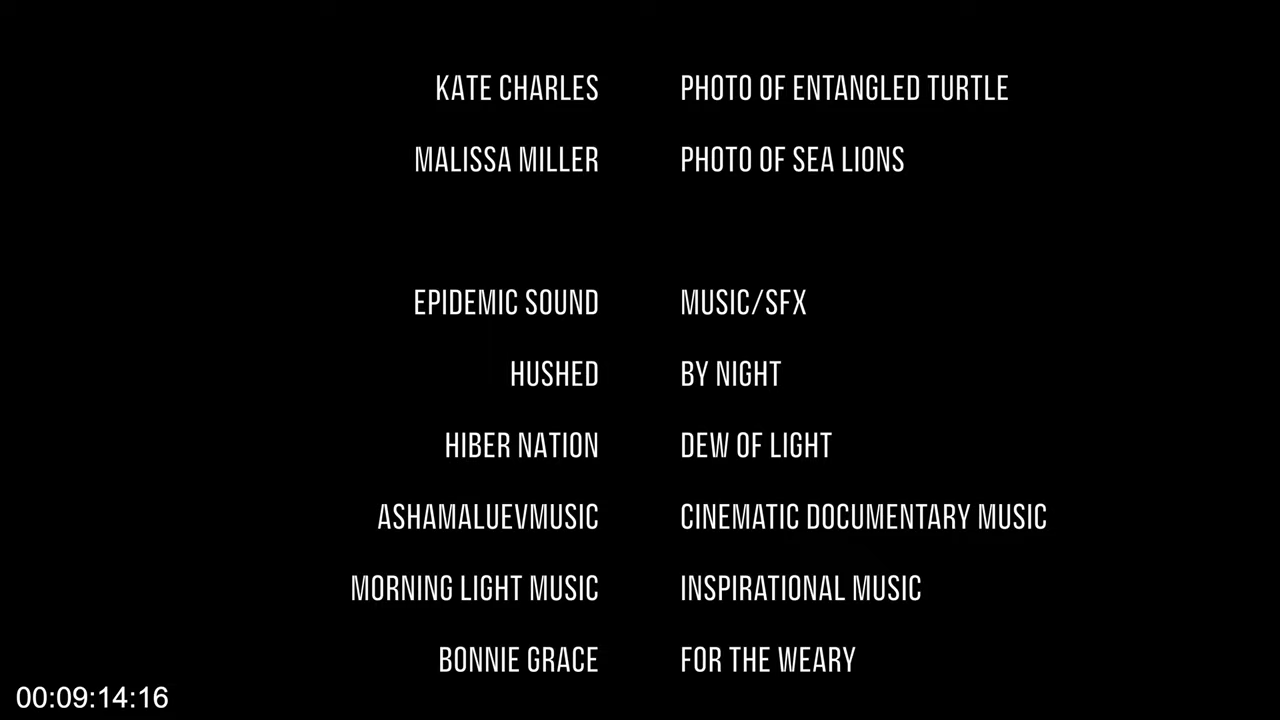 KATE CHARLES PHOTO OF ENTANGLED TURTLE
MALISSA MILLER PHOTO OF SEA LIONS
EPIDEMIC SOUND MUSIC/SFX
HUSHED BY NIGHT
HIBER NATION DEW OF LIGHT
ASHAMALUEVMUSIC CINEMATIC DOCUMENTARY MUSIC
MORNING LIGHT MUSIC INSPIRATIONAL MUSIC
BONNIE GRACE FOR THE WEARY
00:09:14:16